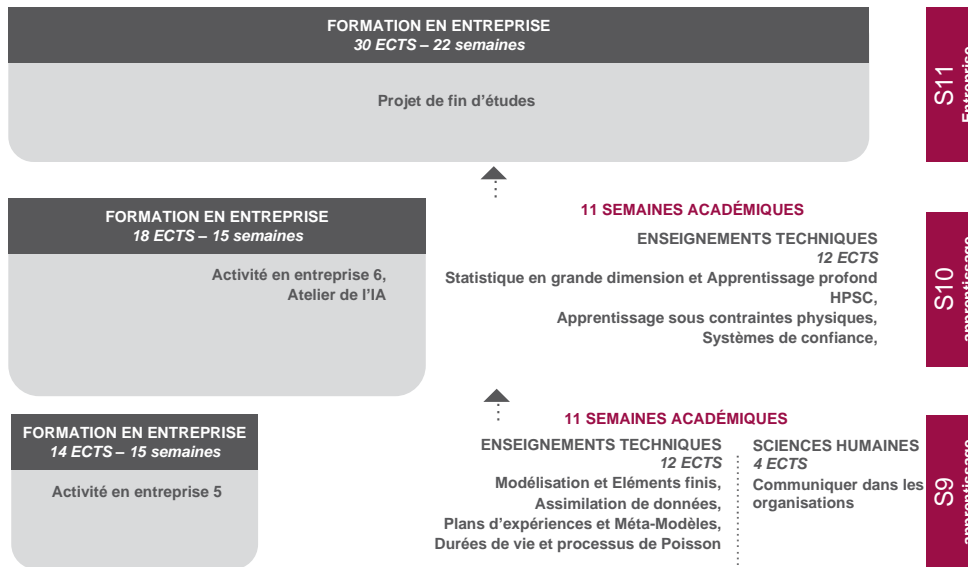 FORMATION EN ENTREPRISE
30 ECTS – 22 semaines
Projet de fin d'études
S11
Entreprise
FORMATION EN ENTREPRISE
18 ECTS – 15 semaines
Activité en entreprise 6,
Atelier de l'IA
11 SEMAINES ACADÉMIQUES
ENSEIGNEMENTS TECHNIQUES
12 ECTS
Statistique en grande dimension et Apprentissage profond
HPSC,
Apprentissage sous contraintes physiques,
Systèmes de confiance,
S10
apprentissage
FORMATION EN ENTREPRISE
14 ECTS – 15 semaines
Activité en entreprise 5
11 SEMAINES ACADÉMIQUES
ENSEIGNEMENTS TECHNIQUES
12 ECTS
Modélisation et Eléments finis,
Assimilation de données,
Plans d'expériences et Méta-Modèles,
Durées de vie et processus de Poisson
SCIENCES HUMAINES
4 ECTS
Communiquer dans les
organisations
S9
apprentissage